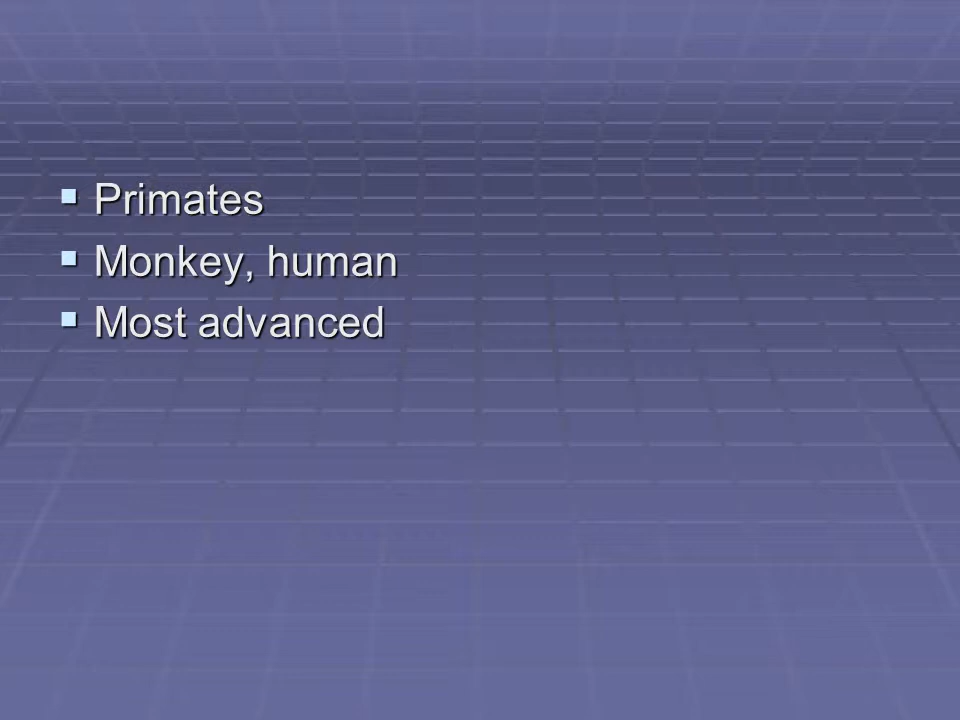 ▪ Primates
▪ Monkey, human
▪ Most advanced